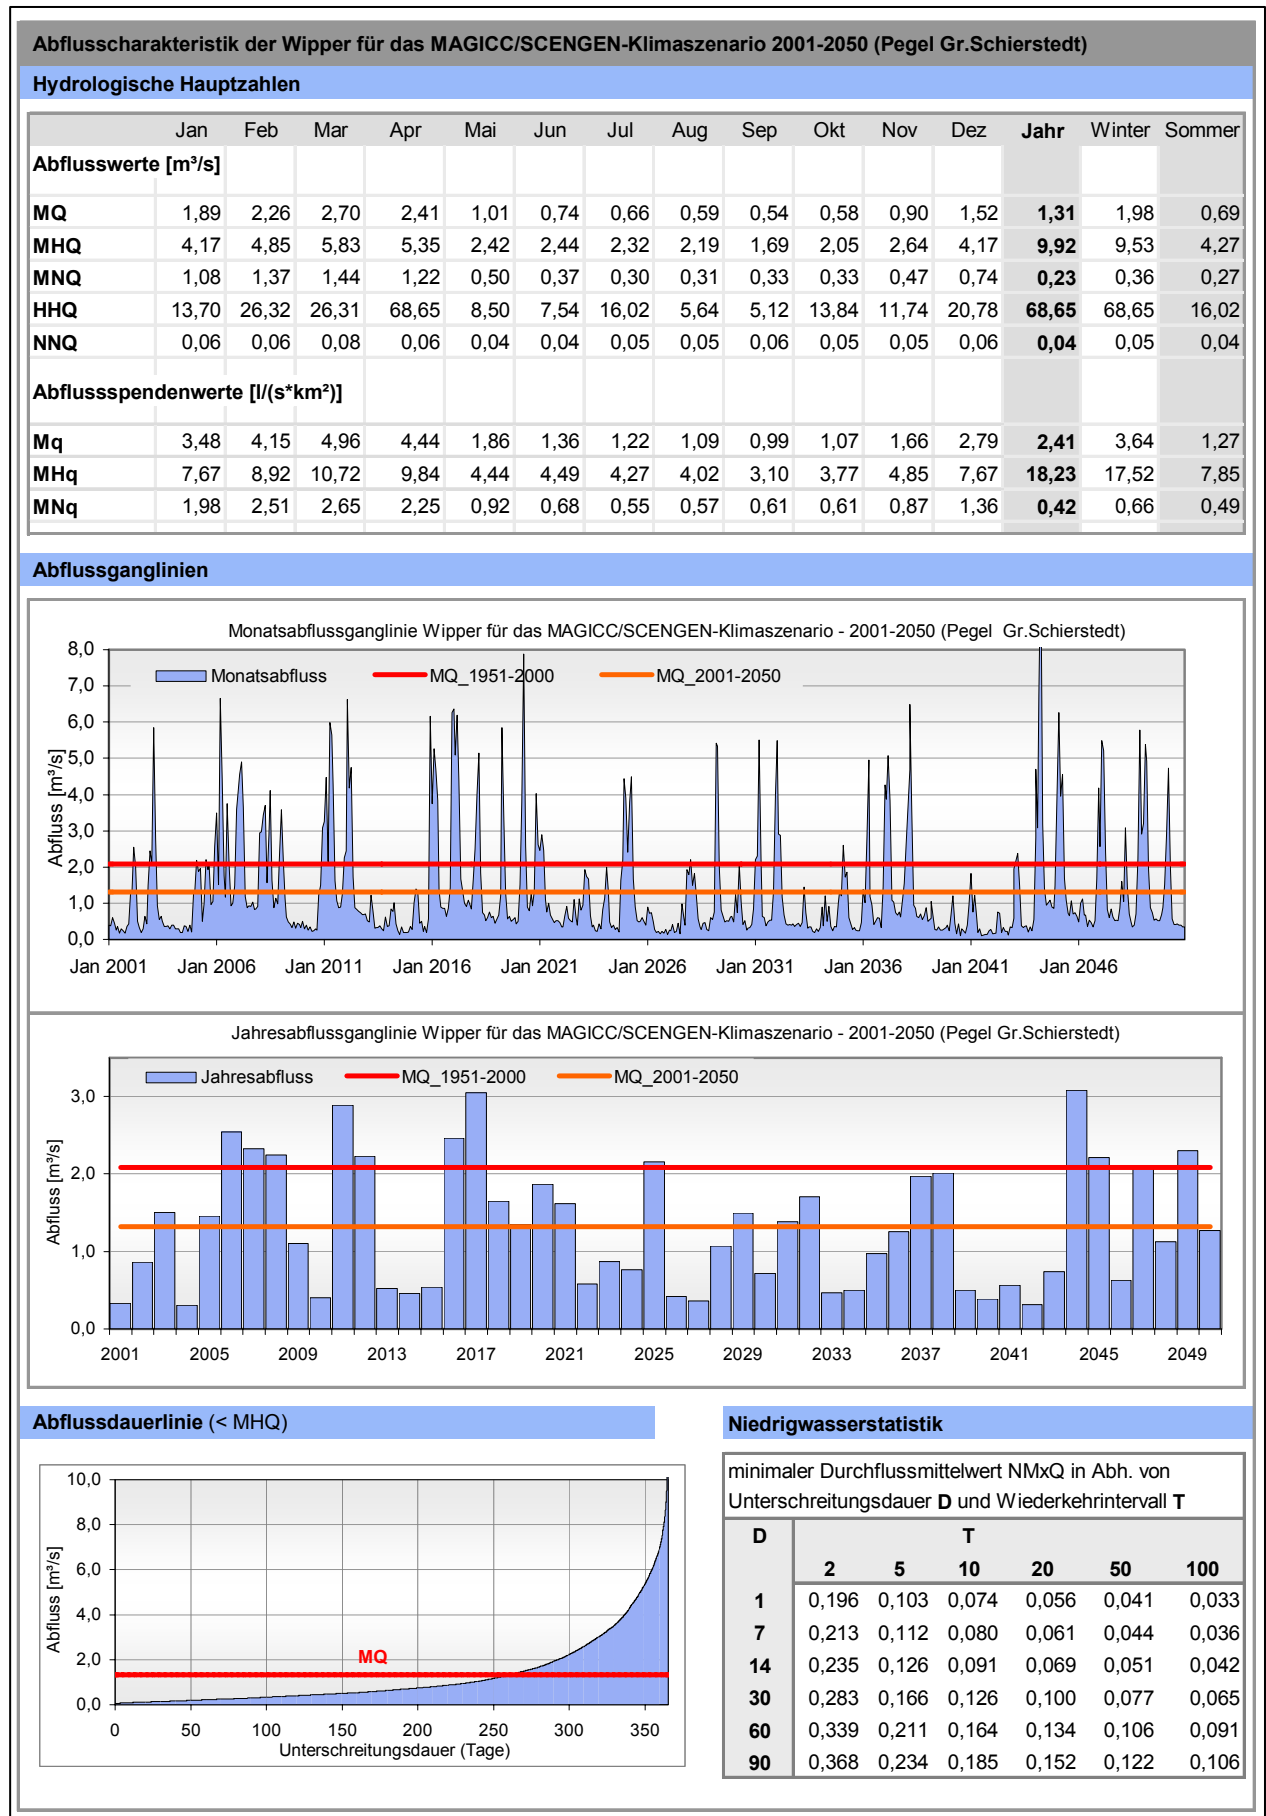 Abflusscharakteristik der Wipper für das MAGICC/SCENGEN-Klimaszenario 2001-2050 (Pegel Gr.Schierstedt)
Hydrologische Hauptzahlen
Jan Feb Mar Apr Mai Jun Jul Aug Sep Okt Nov Dez Jahr Winter Sommer
Abflusswerte [m³/s]
MQ 1,89 2,26 2,70 2,41 1,01 0,74 0,66 0,59 0,54 0,58 0,90 1,52 1,31 1,98 0,69
MHQ 4,17 4,85 5,83 5,35 2,42 2,44 2,32 2,19 1,69 2,05 2,64 4,17 9,92 9,53 4,27
MNQ 1,08 1,37 1,44 1,22 0,50 0,37 0,30 0,31 0,33 0,33 0,47 0,74 0,23 0,36 0,27
HHQ 13,70 26,32 26,31 68,65 8,50 7,54 16,02 5,64 5,12 13,84 11,74 20,78 68,65 68,65 16,02
NNQ 0,06 0,06 0,08 0,06 0,04 0,04 0,05 0,05 0,06 0,05 0,05 0,06 0,04 0,05 0,04
Abflussspendenwerte [l/(s*km²)]
Mq 3,48 4,15 4,96 4,44 1,86 1,36 1,22 1,09 0,99 1,07 1,66 2,79 2,41 3,64 1,27
MHq 7,67 8,92 10,72 9,84 4,44 4,49 4,27 4,02 3,10 3,77 4,85 7,67 18,23 17,52 7,85
MNq 1,98 2,51 2,65 2,25 0,92 0,68 0,55 0,57 0,61 0,61 0,87 1,36 0,42 0,66 0,49
Abflussganglinien
Monatsabflussganglinie Wipper für das MAGICC/SCENGEN-Klimaszenario - 2001-2050 (Pegel Gr.Schierstedt)
Monatsabfluss MQ_1951-2000 MQ_2001-2050
Abfluss [m³/s]
8,0
7,0
6,0
5,0
4,0
3,0
2,0
1,0
0,0
Jan 2001 Jan 2006 Jan 2011 Jan 2016 Jan 2021 Jan 2026 Jan 2031 Jan 2036 Jan 2041 Jan 2046
Jahresabflussganglinie Wipper für das MAGICC/SCENGEN-Klimaszenario - 2001-2050 (Pegel Gr.Schierstedt)
Jahresabfluss MQ_1951-2000 MQ_2001-2050
Abfluss [m³/s]
3,0
2,0
1,0
0,0
2001 2005 2009 2013 2017 2021 2025 2029 2033 2037 2041 2045 2049
Abflussdauerlinie (< MHQ)
Abfluss [m³/s]
10,0
8,0
6,0
4,0
2,0
0,0
MQ
0 50 100 150 200 250 300 350
Unterschreitungsdauer (Tage)
Niedrigwasserstatistik
minimaler Durchflussmittelwert NMxQ in Abh. von
Unterschreitungsdauer D und Wiederkehrintervall T
D T
2 5 10 20 50 100
1 0,196 0,103 0,074 0,056 0,041 0,033
7 0,213 0,112 0,080 0,061 0,044 0,036
14 0,235 0,126 0,091 0,069 0,051 0,042
30 0,283 0,166 0,126 0,100 0,077 0,065
60 0,339 0,211 0,164 0,134 0,106 0,091
90 0,368 0,234 0,185 0,152 0,122 0,106